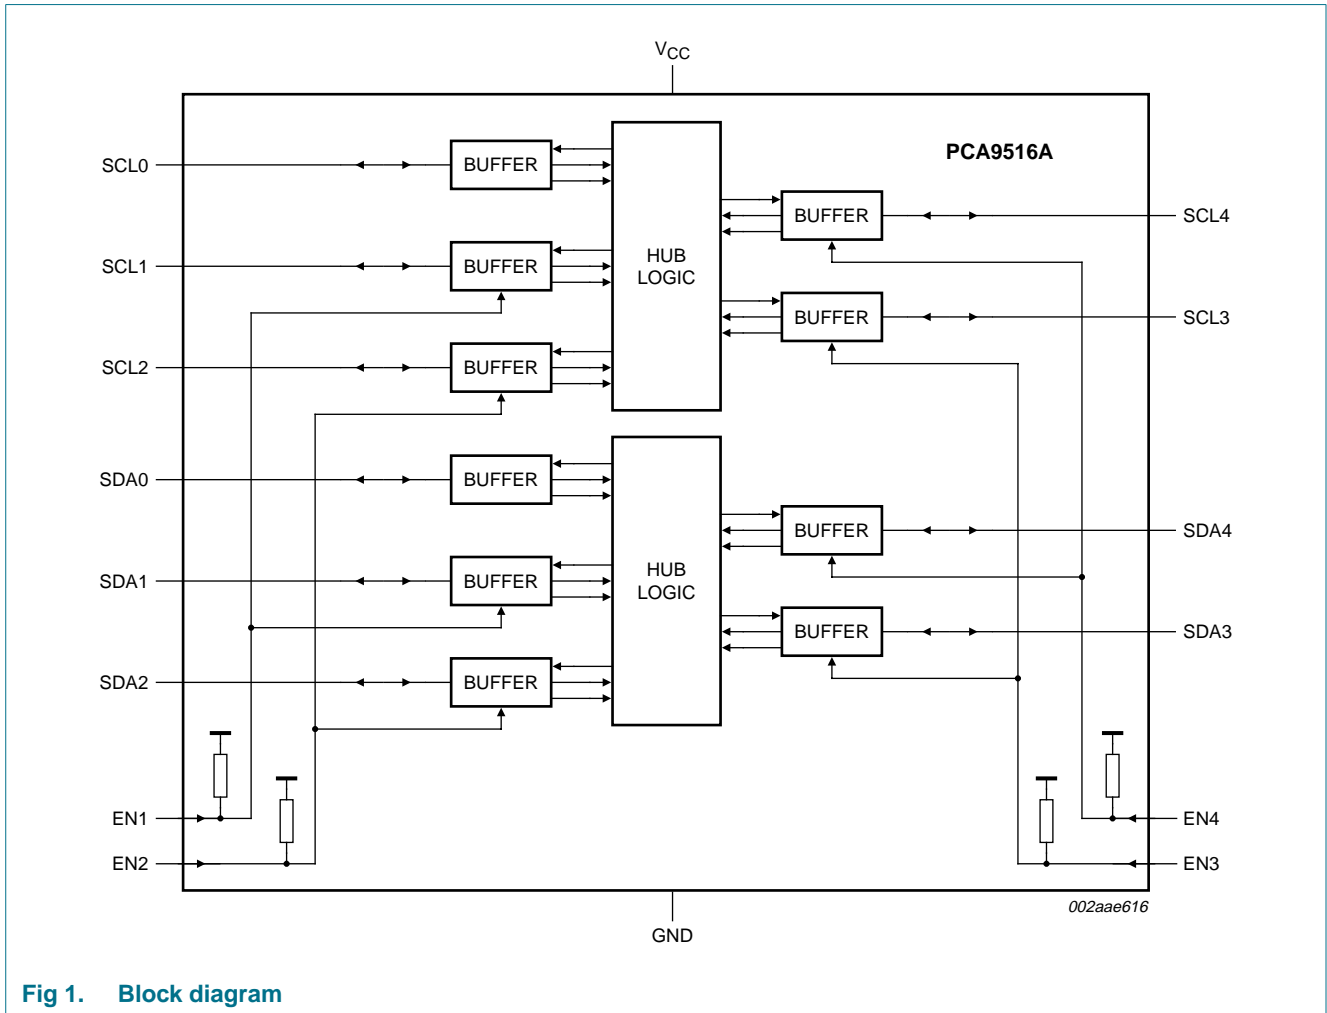 VCC
PCA9516A
SCL0
BUFFER
HUB
LOGIC
BUFFER
SCL4
SCL1
BUFFER
BUFFER
SCL3
SCL2
BUFFER
SDA0
BUFFER
HUB
LOGIC
BUFFER
SDA4
SDA1
BUFFER
BUFFER
SDA3
SDA2
BUFFER
EN1
EN4
EN2
EN3
002aae616
GND
Fig 1. Block diagram